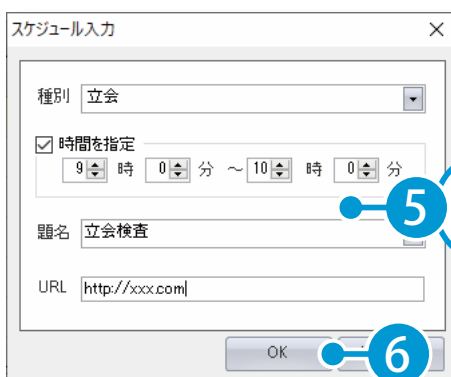 スケジュール入力
種別 立会
時間を指定
9 時 0 分 ～ 10 時 0 分
5
題名 立会検査
URL http://xxx.com
OK 6